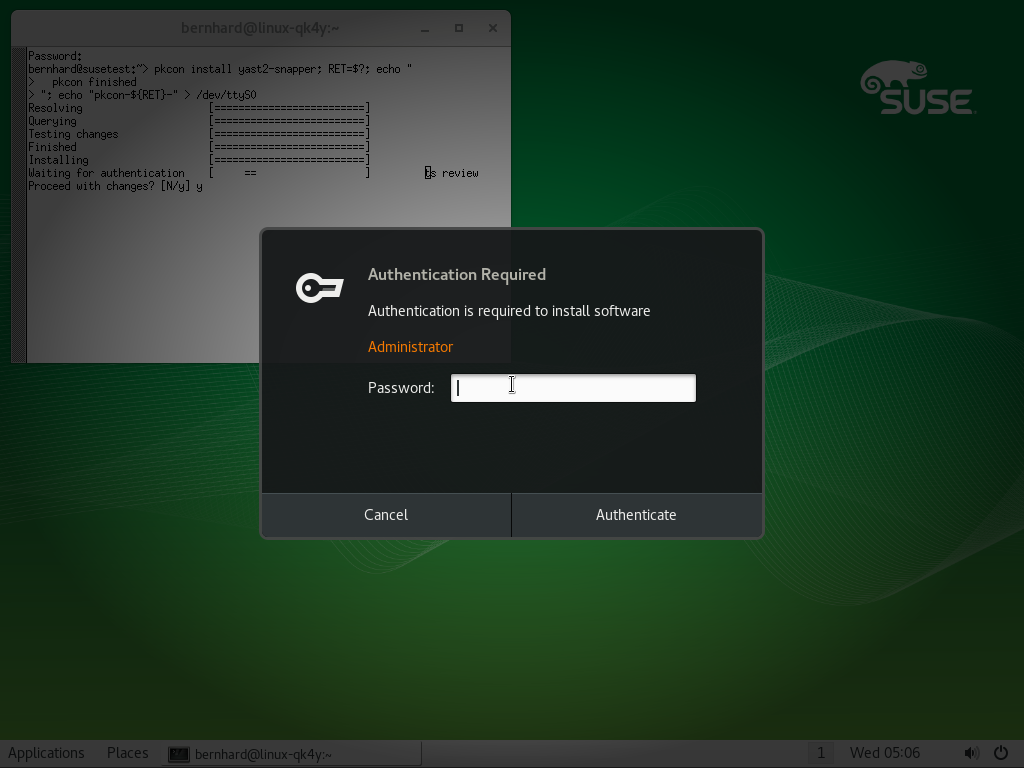 bernhard@linux-qk4y:~
Password:
bernhard@susetest:~> pkcon install yast2-snapper; RET=$?; echo "
>   pkcon finished
> "; echo "pkcon-${RET}-" > /dev/ttyS0
Resolving [=========================]
Querying [=========================]
Testing changes [=========================]
Finished [=========================]
Installing [=========================]
Waiting for authentication [     ==                  ] ts review
Proceed with changes? [N/y] y
SUSE
Authentication Required
Authentication is required to install software
Administrator
Password:
Cancel Authenticate
Applications Places bernhard@linux-qk4y:~ 1 Wed 05:06